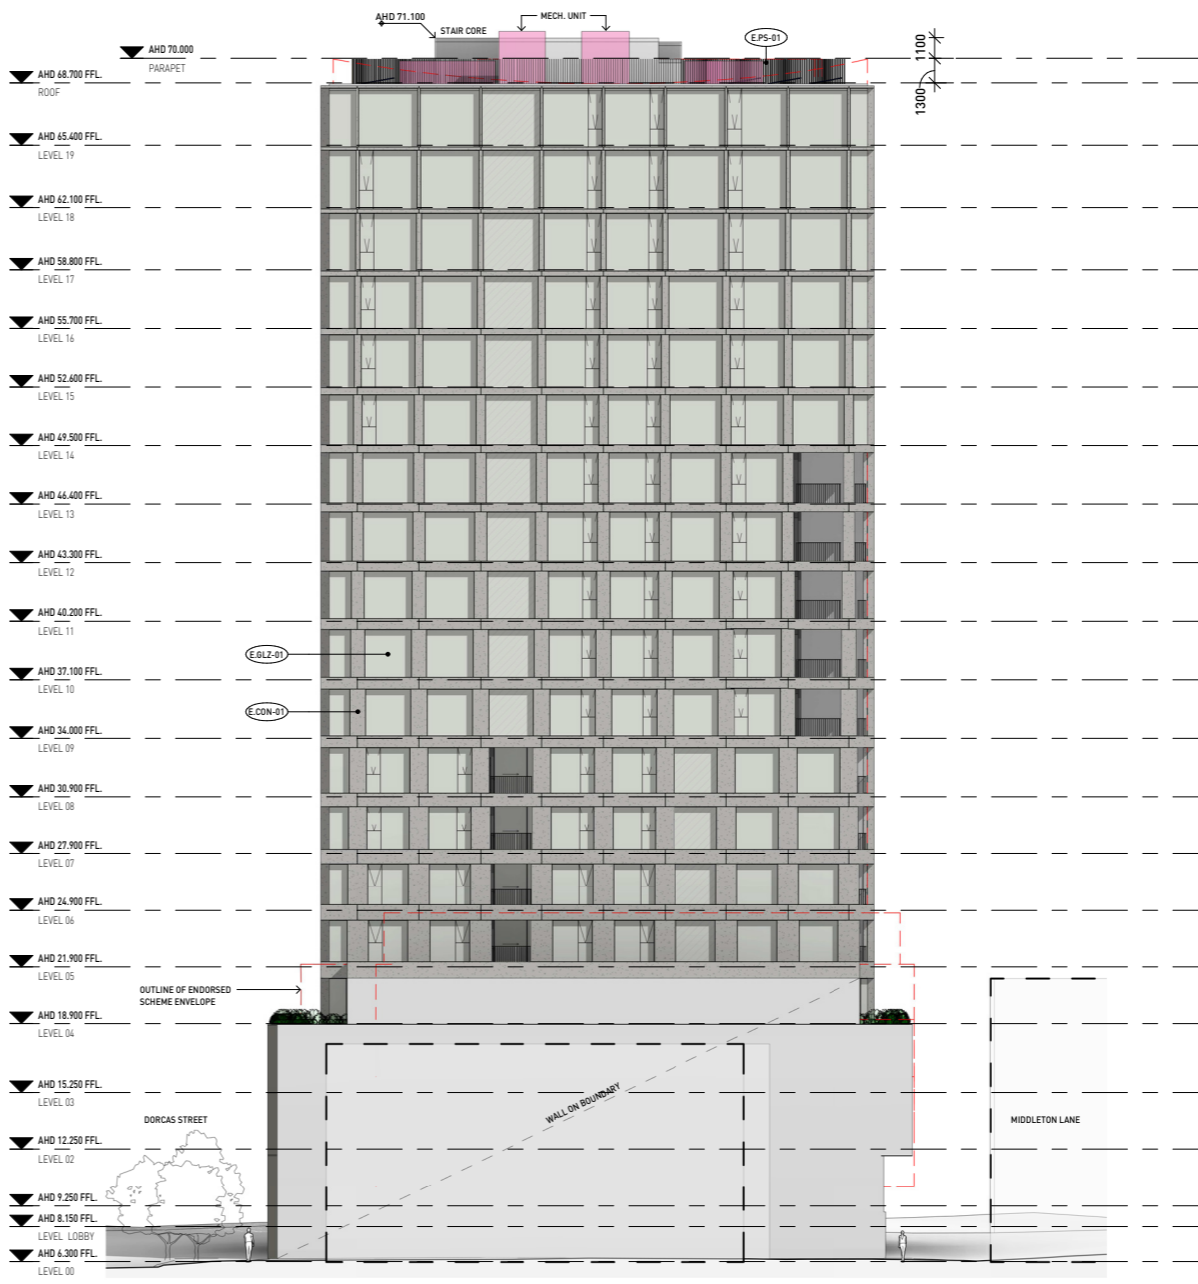 AHD 71.100
MECH. UNIT
STAIR CORE
E.PS-01
1100
1300
AHD 70.000
PARAPET
AHD 68.700 FFL.
ROOF
AHD 65.400 FFL.
LEVEL 19
AHD 62.100 FFL.
LEVEL 18
AHD 58.800 FFL.
LEVEL 17
AHD 55.700 FFL.
LEVEL 16
AHD 52.600 FFL.
LEVEL 15
AHD 49.500 FFL.
LEVEL 14
AHD 46.400 FFL.
LEVEL 13
AHD 43.300 FFL.
LEVEL 12
AHD 40.200 FFL.
LEVEL 11
E.GLZ-01
AHD 37.100 FFL.
LEVEL 10
E.CON-01
AHD 34.000 FFL.
LEVEL 09
AHD 30.900 FFL.
LEVEL 08
AHD 27.900 FFL.
LEVEL 07
AHD 24.900 FFL.
LEVEL 06
AHD 21.900 FFL.
LEVEL 05
OUTLINE OF ENDORSED
SCHEME ENVELOPE
AHD 18.900 FFL.
LEVEL 04
AHD 15.250 FFL.
LEVEL 03
WALL ON BOUNDARY
DORCAS STREET
MIDDLETON LANE
AHD 12.250 FFL.
LEVEL 02
AHD 9.250 FFL.
AHD 8.150 FFL.
LEVEL LOBBY
AHD 6.300 FFL.
LEVEL 00